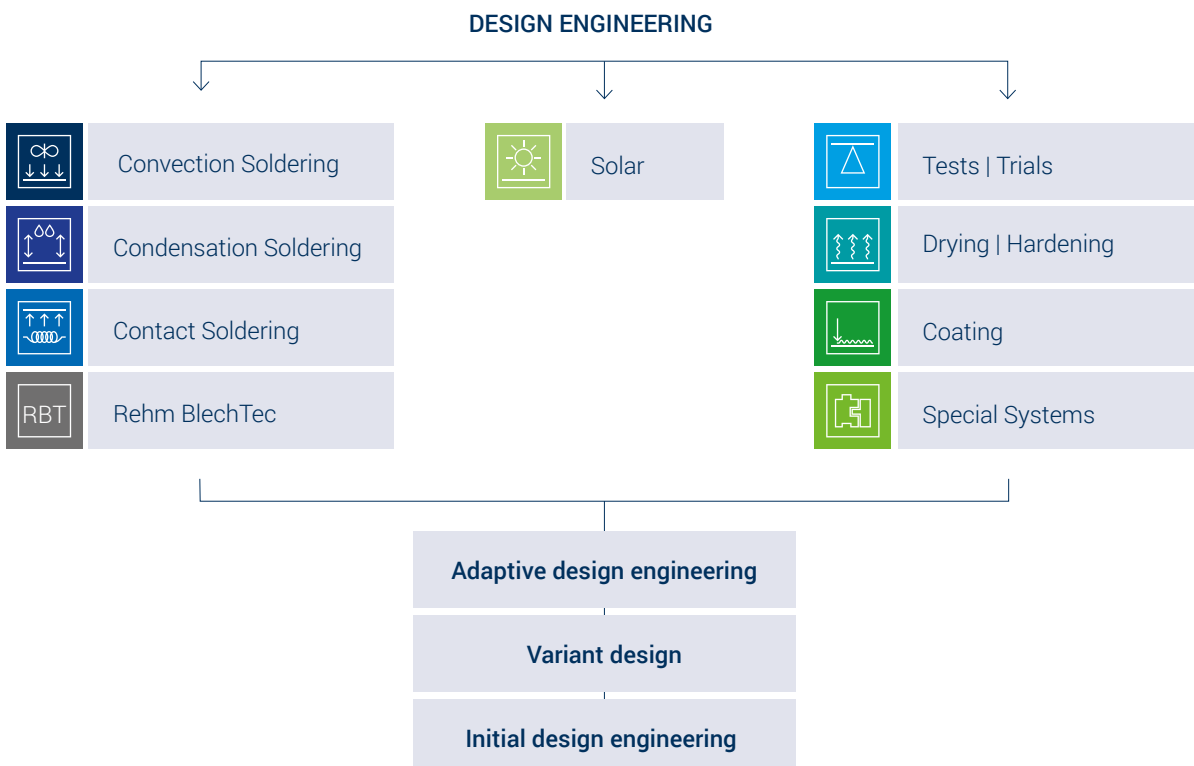 DESIGN ENGINEERING
Convection Soldering
Condensation Soldering
Contact Soldering
RBT
Rehm BlechTec
Solar
Tests | Trials
Drying | Hardening
Coating
Special Systems
Adaptive design engineering
Variant design
Initial design engineering